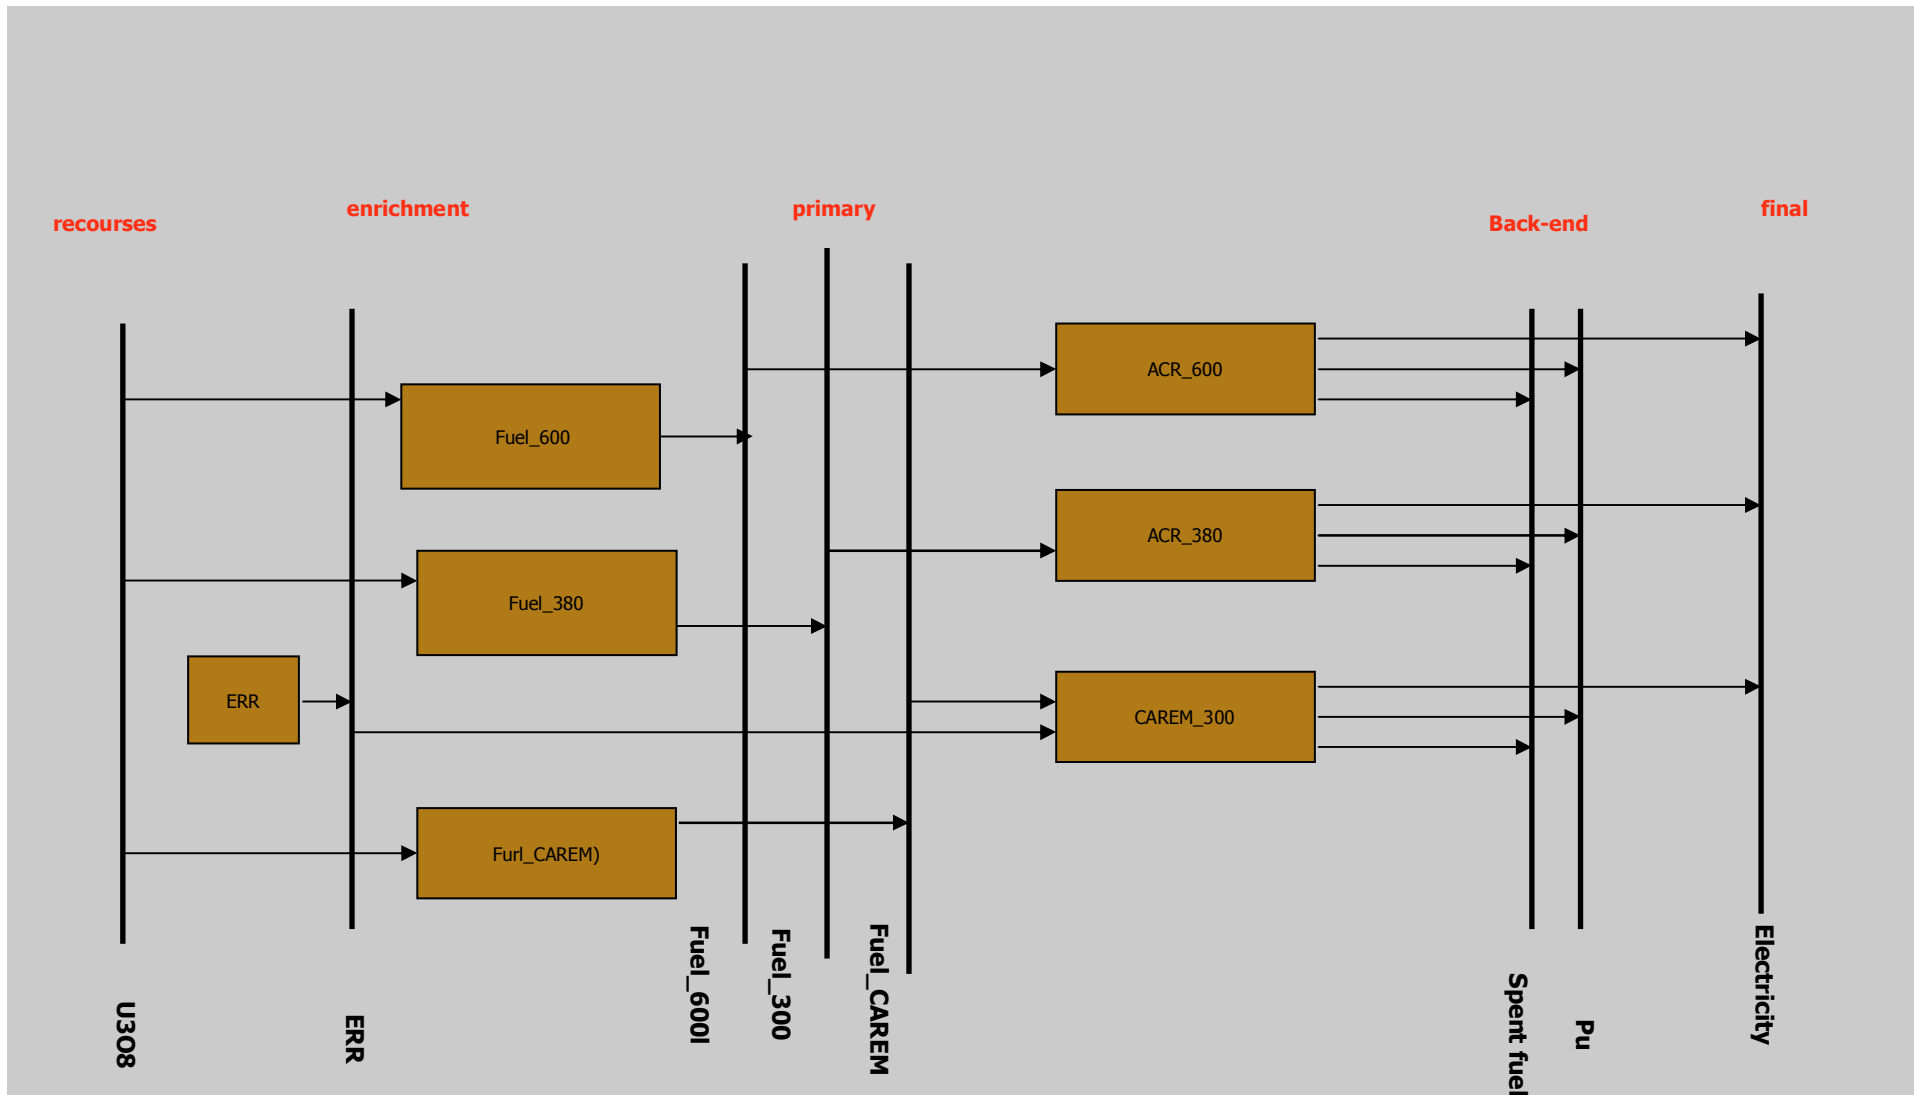 recourses
enrichment
primary
Back-end
final
ACR_600
Fuel_600
ACR_380
Fuel_380
ERR
CAREM_300
Furl_CAREM)
U3O8
ERR
Fuel_600l
Fuel_300
Fuel_CAREM
Spent fuel
Pu
Electricity